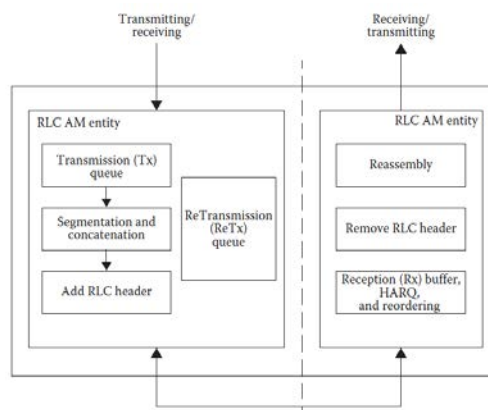 Transmitting/
receiving
Receiving/
transmitting
RLC AM entity
Transmission (Tx)
queue
Segmentation and
concatenation
Add RLC header
ReTransmission
(ReTx)
queue
RLC AM entity
Reassembly
Remove RLC header
Reception (Rx) buffer,
HARQ,
and reordering